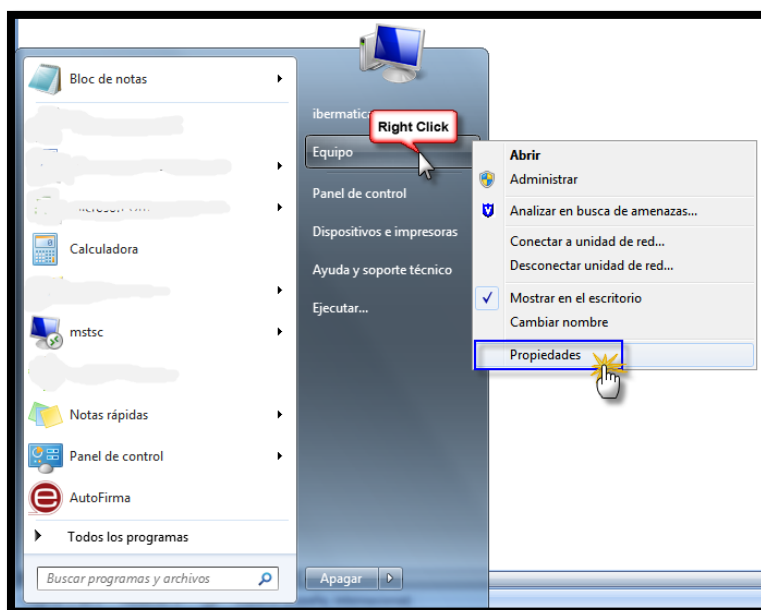 Bloc de notas
Calculadora
mstsc
Notas rápidas
Panel de control
AutoFirma
Todos los programas
Buscar programas y archivos
ibermatica
Right Click
Equipo
Panel de control
Dispositivos e impresoras
Ayuda y soporte técnico
Ejecutar...
Apagar
Abrir
Administrar
Analizar en busca de amenazas...
Conectar a unidad de red...
Desconectar unidad de red...
Mostrar en el escritorio
Cambiar nombre
Propiedades